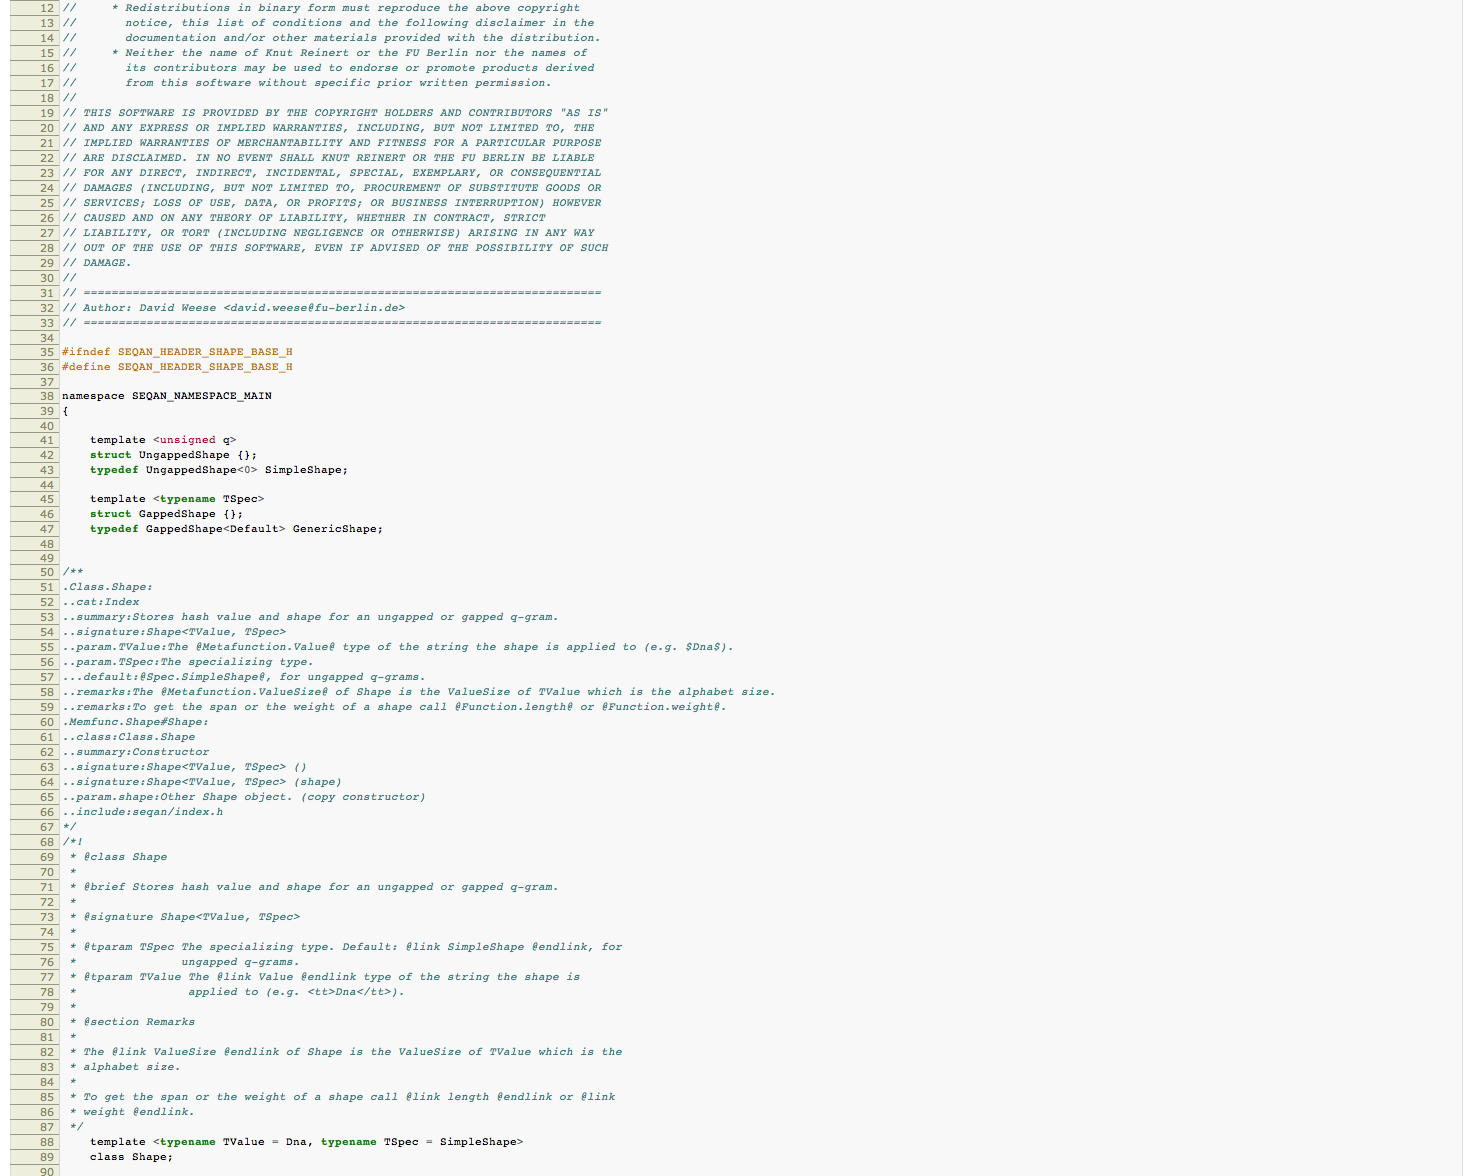 12 //     * Redistributions in binary form must reproduce the above copyright
13 //       notice, this list of conditions and the following disclaimer in the
14 //       documentation and/or other materials provided with the distribution.
15 //     * Neither the name of Knut Reinert or the FU Berlin nor the names of
16 //       its contributors may be used to endorse or promote products derived
17 //       from this software without specific prior written permission.
18 //
19 // THIS SOFTWARE IS PROVIDED BY THE COPYRIGHT HOLDERS AND CONTRIBUTORS "AS IS"
20 // AND ANY EXPRESS OR IMPLIED WARRANTIES, INCLUDING, BUT NOT LIMITED TO, THE
21 // IMPLIED WARRANTIES OF MERCHANTABILITY AND FITNESS FOR A PARTICULAR PURPOSE
22 // ARE DISCLAIMED. IN NO EVENT SHALL KNUT REINERT OR THE FU BERLIN BE LIABLE
23 // FOR ANY DIRECT, INDIRECT, INCIDENTAL, SPECIAL, EXEMPLARY, OR CONSEQUENTIAL
24 // DAMAGES (INCLUDING, BUT NOT LIMITED TO, PROCUREMENT OF SUBSTITUTE GOODS OR
25 // SERVICES; LOSS OF USE, DATA, OR PROFITS; OR BUSINESS INTERRUPTION) HOWEVER
26 // CAUSED AND ON ANY THEORY OF LIABILITY, WHETHER IN CONTRACT, STRICT
27 // LIABILITY, OR TORT (INCLUDING NEGLIGENCE OR OTHERWISE) ARISING IN ANY WAY
28 // OUT OF THE USE OF THIS SOFTWARE, EVEN IF ADVISED OF THE POSSIBILITY OF SUCH
29 // DAMAGE.
30 //
31 // ==========================================================================
32 // Author: David Weese <david.weese@fu-berlin.de>
33 // ==========================================================================
34
35 #ifndef SEQAN_HEADER_SHAPE_BASE_H
36 #define SEQAN_HEADER_SHAPE_BASE_H
37
38 namespace SEQAN_NAMESPACE_MAIN
39 {
40
41     template <unsigned q>
42     struct UngappedShape {};
43     typedef UngappedShape<0> SimpleShape;
44
45     template <typename TSpec>
46     struct GappedShape {};
47     typedef GappedShape<Default> GenericShape;
48
49
50 /**
51 .Class.Shape:
52 ..cat:Index
53 ..summary:Stores hash value and shape for an ungapped or gapped q-gram.
54 ..signature:Shape<TValue, TSpec>
55 ..param.TValue:The @Metafunction.Value@ type of the string the shape is applied to (e.g. $Dna$).
56 ..param.TSpec:The specializing type.
57 ...default:@Spec.SimpleShape@, for ungapped q-grams.
58 ..remarks:The @Metafunction.ValueSize@ of Shape is the ValueSize of TValue which is the alphabet size.
59 ..remarks:To get the span or the weight of a shape call @Function.length@ or @Function.weight@.
60 .Memfunc.Shape#Shape:
61 ..class:Class.Shape
62 ..summary:Constructor
63 ..signature:Shape<TValue, TSpec> ()
64 ..signature:Shape<TValue, TSpec> (shape)
65 ..param.shape:Other Shape object. (copy constructor)
66 ..include:seqan/index.h
67 */
68 /*!
69  * @class Shape
70  *
71  * @brief Stores hash value and shape for an ungapped or gapped q-gram.
72  *
73  * @signature Shape<TValue, TSpec>
74  *
75  * @tparam TSpec The specializing type. Default: @link SimpleShape @endlink, for
76  *               ungapped q-grams.
77  * @tparam TValue The @link Value @endlink type of the string the shape is
78  *                applied to (e.g. <tt>Dna</tt>).
79  *
80  * @section Remarks
81  *
82  * The @link ValueSize @endlink of Shape is the ValueSize of TValue which is the
83  * alphabet size.
84  *
85  * To get the span or the weight of a shape call @link length @endlink or @link
86  * weight @endlink.
87  */
88     template <typename TValue = Dna, typename TSpec = SimpleShape>
89     class Shape;
90